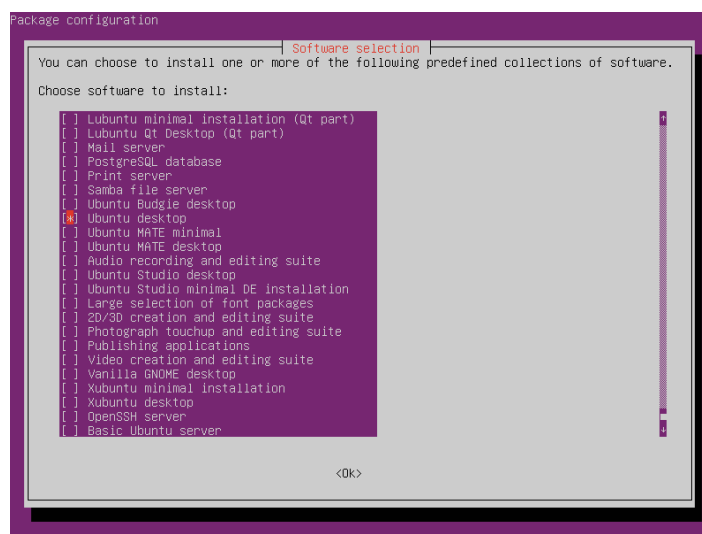 Package configuration
Software selection
You can choose to install one or more of the following predefined collections of software.
Choose software to install:
[ ] Lubuntu minimal installation (Qt part)
[ ] Lubuntu Qt Desktop (Qt part)
[ ] Mail server
[ ] PostgreSQL database
[ ] Print server
[ ] Samba file server
[ ] Ubuntu Budgie desktop
[*] Ubuntu desktop
[ ] Ubuntu MATE minimal
[ ] Ubuntu MATE desktop
[ ] Audio recording and editing suite
[ ] Ubuntu Studio desktop
[ ] Ubuntu Studio minimal DE installation
[ ] Large selection of font packages
[ ] 2D/3D creation and editing suite
[ ] Photograph touchup and editing suite
[ ] Publishing applications
[ ] Video creation and editing suite
[ ] Vanilla GNOME desktop
[ ] Xubuntu minimal installation
[ ] Xubuntu desktop
[ ] OpenSSH server
[ ] Basic Ubuntu server
<Ok>